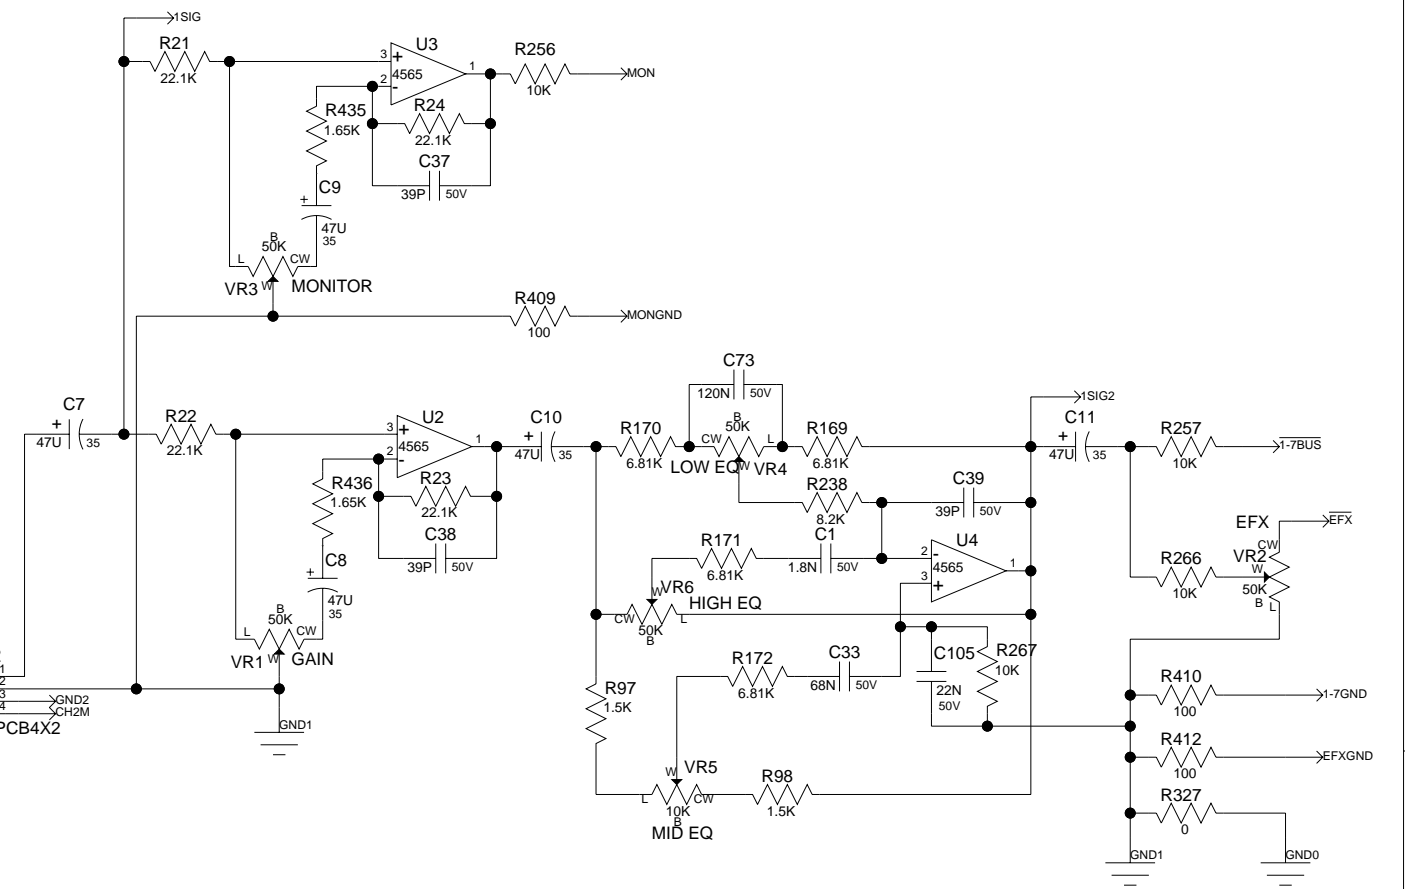 1SIG
R21
22.1K
3
+
U3
4565
1
2
-
R256
10K
MON
R435
1.65K
R24
22.1K
C37
39P
50V
C9
+
47U
35
B
50K
L
CW
VR3
W
MONITOR
R409
100
MONGND
C7
+
47U
35
R22
22.1K
3
+
U2
4565
1
2
-
C10
+
47U
35
C73
120N
50V
R170
6.81K
B
50K
CW
L
LOW EQ
W
VR4
R169
6.81K
1SIG2
C11
+
47U
35
R257
10K
1-7BUS
R436
1.65K
R23
22.1K
C38
39P
50V
R238
8.2K
C39
39P
50V
R171
6.81K
C1
1.8N
50V
U4
2
-
4565
3
+
1
EFX
EFX
CW
VR2
W
50K
B
L
R266
10K
C8
+
47U
35
B
50K
L
CW
VR1
W
GAIN
W
VR6
HIGH EQ
CW
50K
L
B
R172
6.81K
C33
68N
50V
C105
22N
50V
R267
10K
R97
1.5K
R410
100
1-7GND
R412
100
EFXGND
1
2
3
4
GND2
CH2M
PCB4X2
GND1
W
VR5
L
CW
10K
B
MID EQ
R98
1.5K
R327
0
GND1
GND0